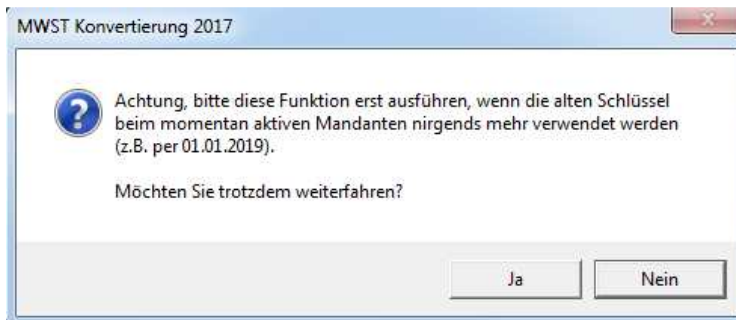 MWST Konvertierung 2017
Achtung, bitte diese Funktion erst ausführen, wenn die alten Schlüssel
beim momentan aktiven Mandanten nirgends mehr verwendet werden
(z.B. per 01.01.2019).
Möchten Sie trotzdem weiterfahren?
Ja
Nein